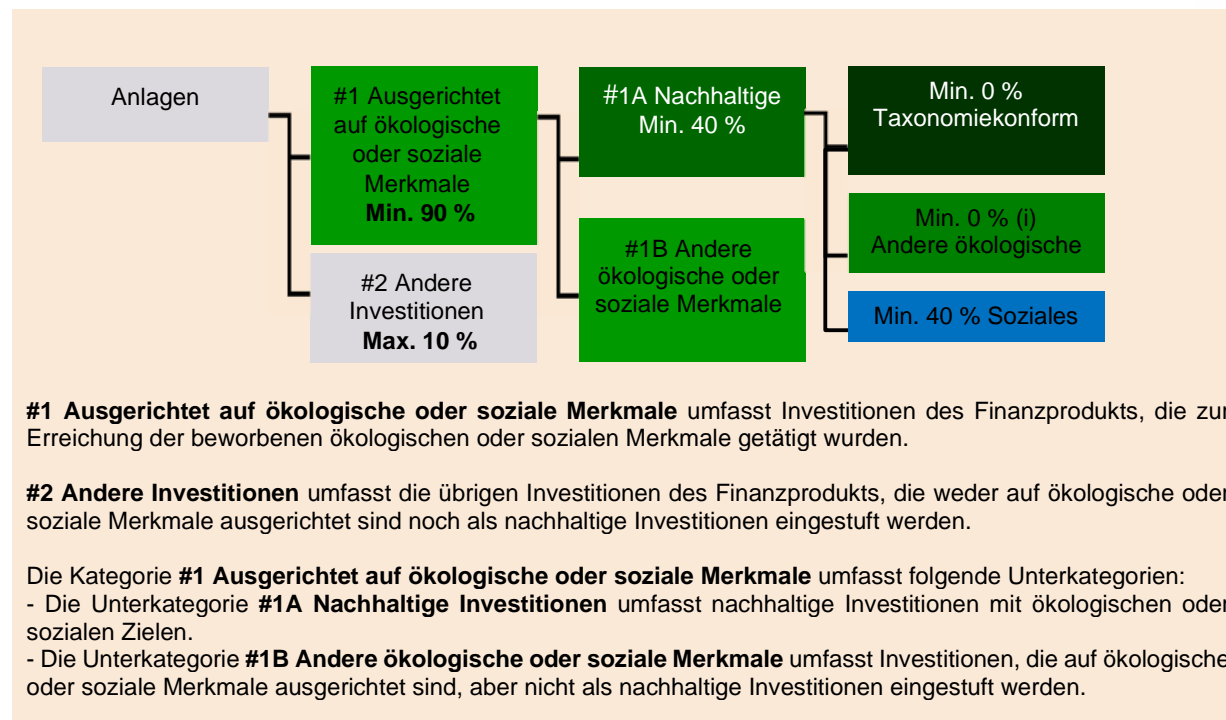 Anlagen
#1 Ausgerichtet
auf ökologische
oder soziale
Merkmale
Min. 90 %
#2 Andere
Investitionen
Max. 10 %
#1A Nachhaltige
Min. 40 %
#1B Andere
ökologische oder
soziale Merkmale
Min. 0 %
Taxonomiekonform
Min. 0 % (i)
Andere ökologische
Min. 40 % Soziales
#1 Ausgerichtet auf ökologische oder soziale Merkmale umfasst Investitionen des Finanzprodukts, die zur
Erreichung der beworbenen ökologischen oder sozialen Merkmale getätigt wurden.
#2 Andere Investitionen umfasst die übrigen Investitionen des Finanzprodukts, die weder auf ökologische oder
soziale Merkmale ausgerichtet sind noch als nachhaltige Investitionen eingestuft werden.
Die Kategorie #1 Ausgerichtet auf ökologische oder soziale Merkmale umfasst folgende Unterkategorien:
- Die Unterkategorie #1A Nachhaltige Investitionen umfasst nachhaltige Investitionen mit ökologischen oder
sozialen Zielen.
- Die Unterkategorie #1B Andere ökologische oder soziale Merkmale umfasst Investitionen, die auf ökologische
oder soziale Merkmale ausgerichtet sind, aber nicht als nachhaltige Investitionen eingestuft werden.